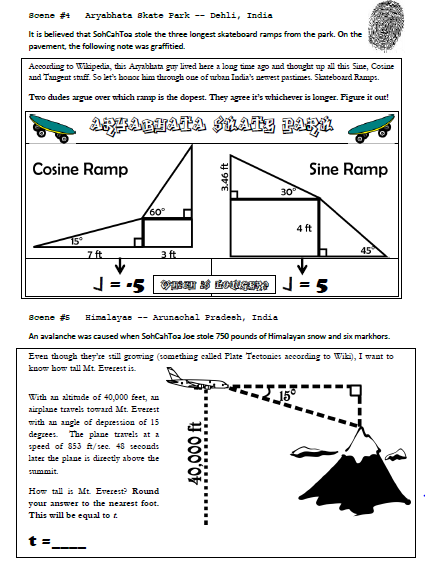 Scene #4 Aryabhata Skate Park -- Dehli, India
It is believed that SohCahToa stole the three longest skateboard ramps from the park. On the
pavement, the following note was graffitied.
According to Wikipedia, this Aryabhata guy lived here a long time ago and thought up all this Sine, Cosine
and Tangent stuff. So let's honor him through one of urban India's newest pastimes. Skateboard Ramps.
Two dudes argue over which ramp is the dopest. They agree it's whichever is longer. Figure it out!
ARYABHATA SKATE PARK
Cosine Ramp
Sine Ramp
3.46 ft
30°
60°
4 ft
15°
45°
7 ft
3 ft
J = -5
WHICH IS LONGER?
J = 5
Scene #5 Himalayas -- Arunachal Pradesh, India
An avalanche was caused when SohCahToa Joe stole 750 pounds of Himalayan snow and six markhors.
Even though they're still growing (something called Plate Tectonics according to Wiki), I want to
know how tall Mt. Everest is.
With an altitude of 40,000 feet, an
airplane travels toward Mt. Everest
with an angle of depression of 15
degrees. The plane travels at a
speed of 853 ft/sec. 48 seconds
later the plane is directly above the
summit.
How tall is Mt. Everest? Round
your answer to the nearest foot.
This will be equal to t.
15°
40,000 ft
t =____